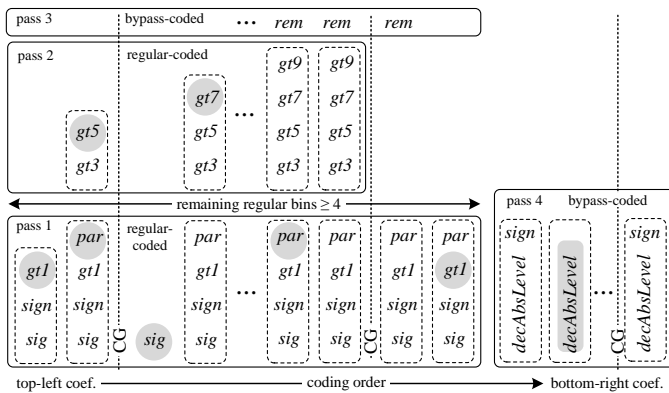 pass 3 bypass-coded ... rem rem rem
pass 2 regular-coded gt9 gt9
gt7 gt7 gt7
gt5 gt5 ... gt5 gt5
gt3 gt3 gt3 gt3
remaining regular bins ≥ 4
pass 1 par regular-coded par par par par par
gt1 gt1 gt1 gt1 gt1 gt1 gt1
sign sign sign ... sign sign sign sign
sig sig CG sig sig sig sig CG sig sig
pass 4 bypass-coded
sign sign
decAbsLevel decAbsLevel ... CG decAbsLevel
top-left coef. coding order bottom-right coef.